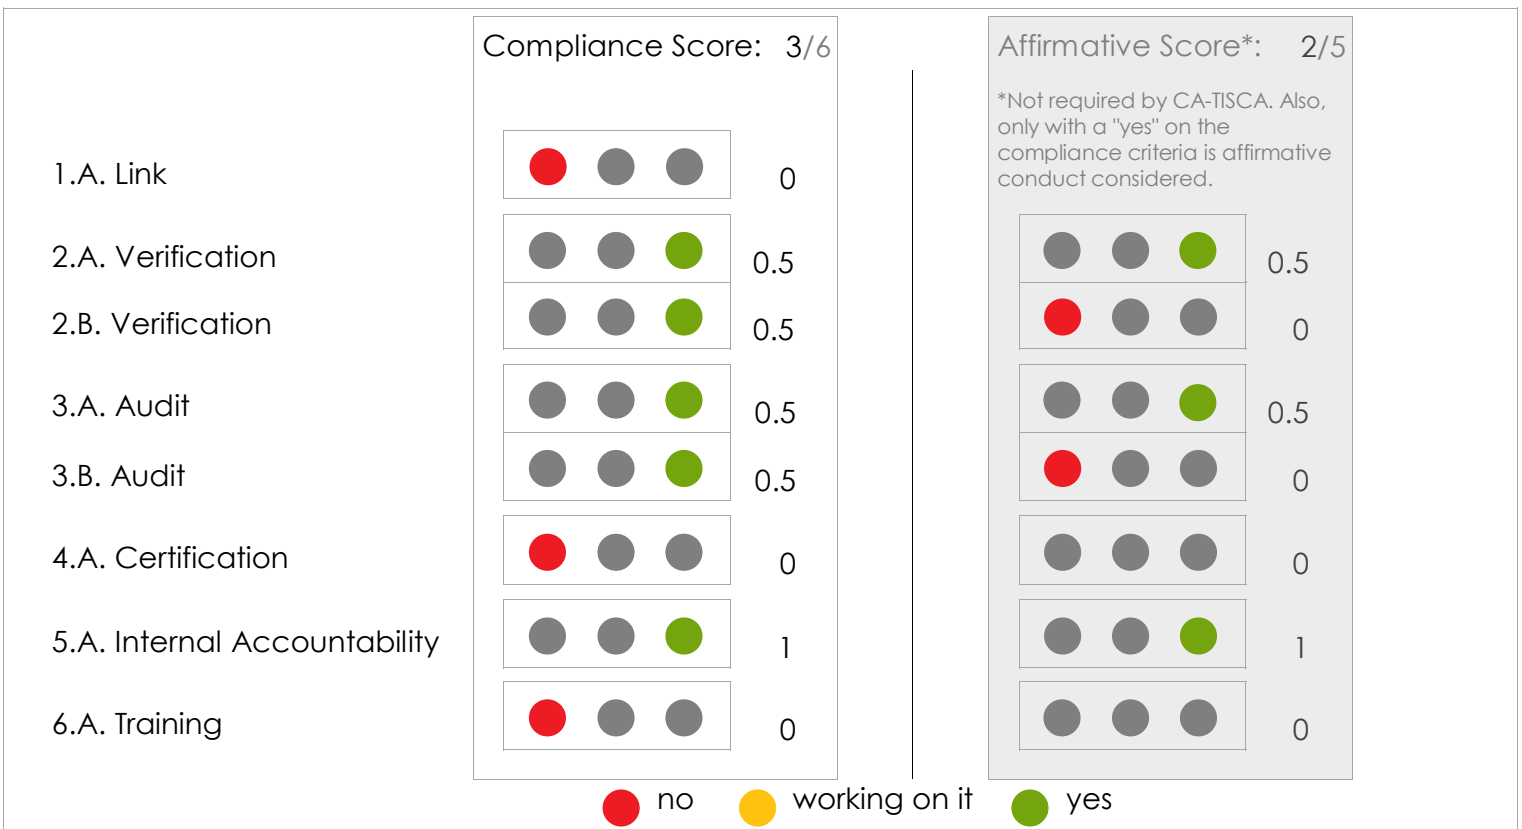 Compliance Score: 3/6
Affirmative Score*: 2/5
*Not required by CA-TISCA. Also,
only with a "yes" on the
compliance criteria is affirmative
conduct considered.
1.A. Link 0
2.A. Verification 0.5 0.5
2.B. Verification 0.5 0
3.A. Audit 0.5 0.5
3.B. Audit 0.5 0
4.A. Certification 0 0
5.A. Internal Accountability 1 1
6.A. Training 0 0
no working on it yes